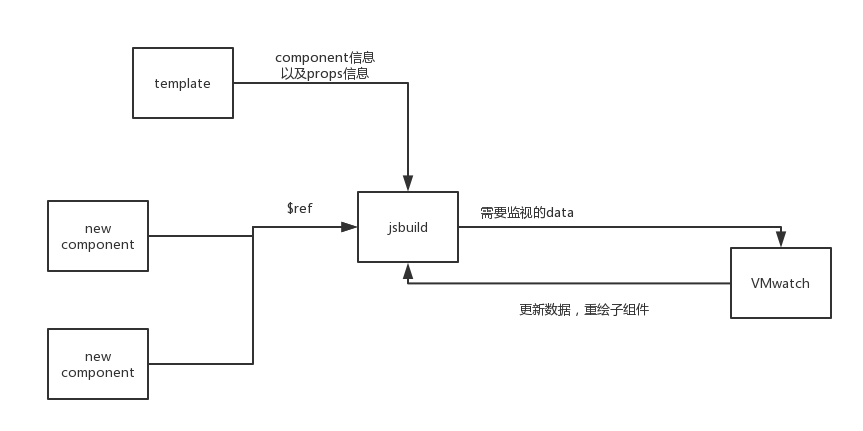 component信息
以及props信息
template
$ref
new
component
jsbuild
需要监视的data
VMwatch
更新数据，重绘子组件
new
component